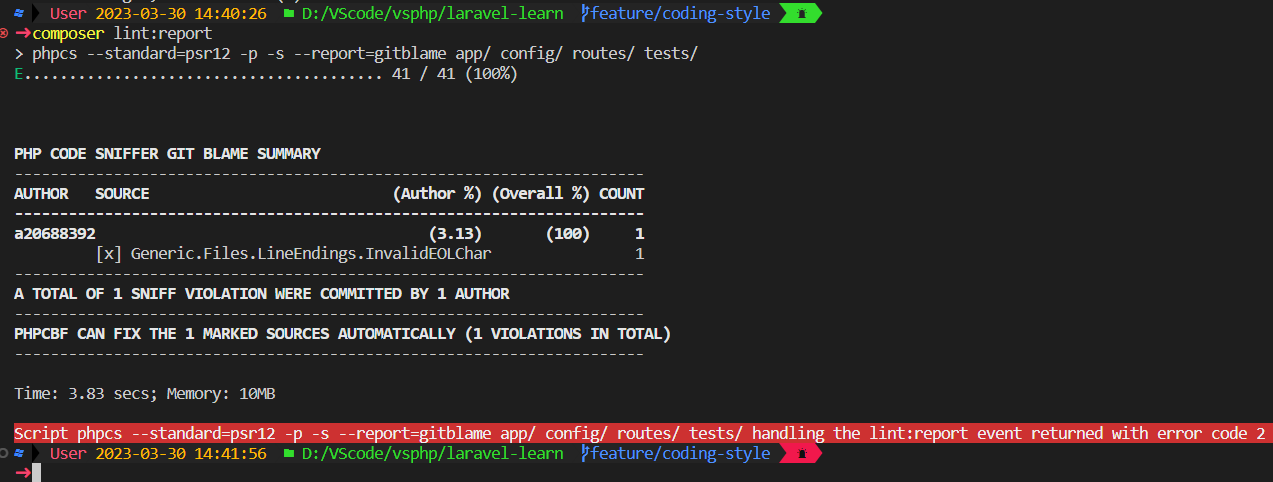 User 2023-03-30 14:40:26 D:/VScode/vsphp/laravel-learn feature/coding-style
→composer lint:report
> phpcs --standard=psr12 -p -s --report=gitblame app/ config/ routes/ tests/
E........................................ 41 / 41 (100%)
PHP CODE SNIFFER GIT BLAME SUMMARY
----------------------------------------------------------------------
AUTHOR   SOURCE                           (Author %) (Overall %) COUNT
----------------------------------------------------------------------
a20688392                                     (3.13)       (100)     1
         [x] Generic.Files.LineEndings.InvalidEOLChar                1
----------------------------------------------------------------------
A TOTAL OF 1 SNIFF VIOLATION WERE COMMITTED BY 1 AUTHOR
----------------------------------------------------------------------
PHPCBF CAN FIX THE 1 MARKED SOURCES AUTOMATICALLY (1 VIOLATIONS IN TOTAL)
----------------------------------------------------------------------
Time: 3.83 secs; Memory: 10MB
Script phpcs --standard=psr12 -p -s --report=gitblame app/ config/ routes/ tests/ handling the lint:report event returned with error code 2
User 2023-03-30 14:41:56 D:/VScode/vsphp/laravel-learn feature/coding-style
→